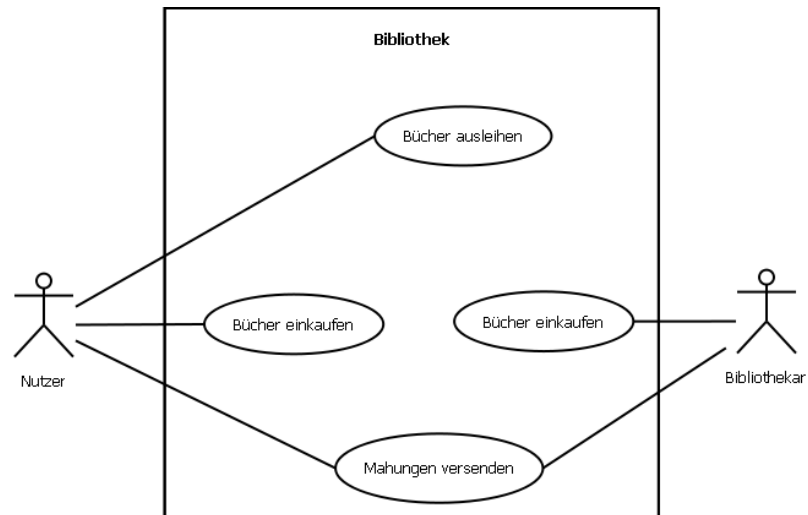 Bibliothek
Bücher ausleihen
Bücher einkaufen
Bücher einkaufen
Nutzer
Bibliothekar
Mahungen versenden